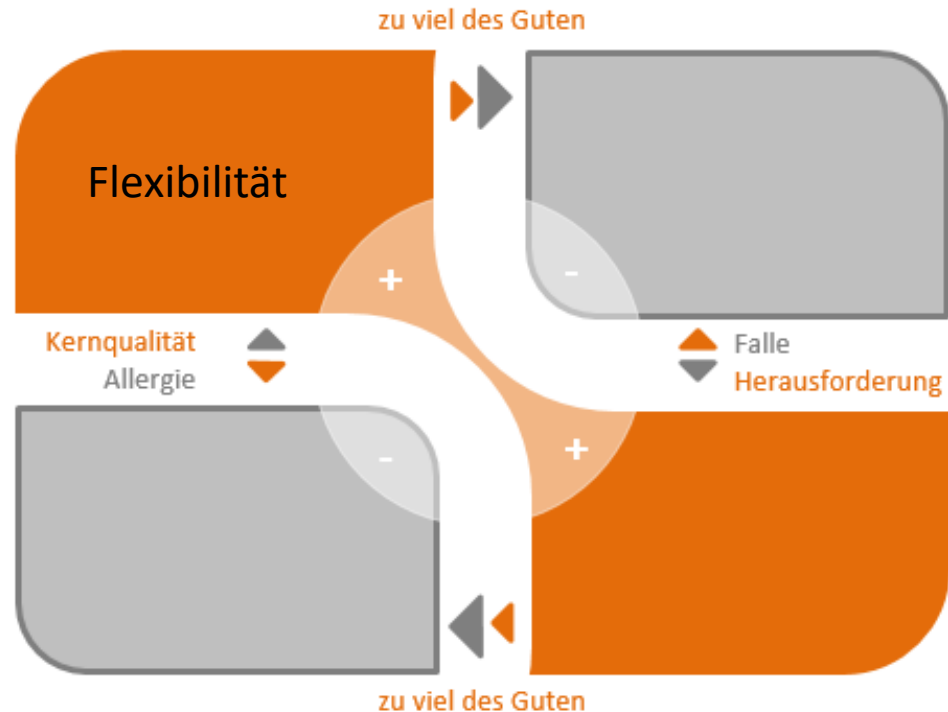 zu viel des Guten
Flexibilität
+
-
Kernqualität
Allergie
Falle
Herausforderung
-
+
zu viel des Guten